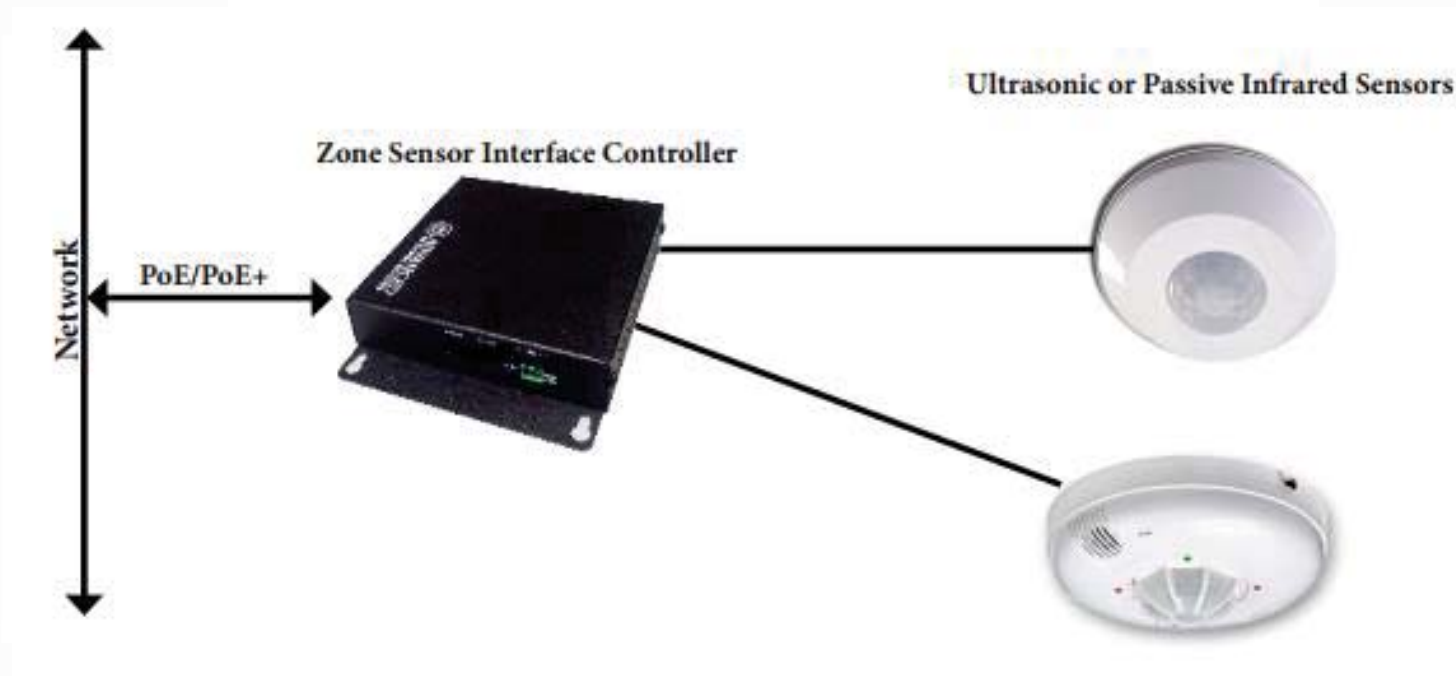 Ultrasonic or Passive Infrared Sensors
Zone Sensor Interface Controller
PoE/PoE+
Network